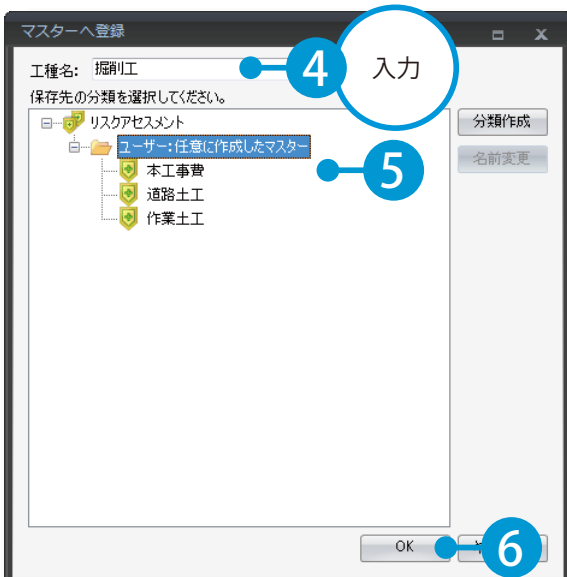 マスターへ登録
工種名: 掘削工
4
入力
保存先の分類を選択してください。
リスクアセスメント
分類作成
ユーザー:任意に作成したマスター
名前変更
本工事費
5
道路土工
作業土工
OK
6